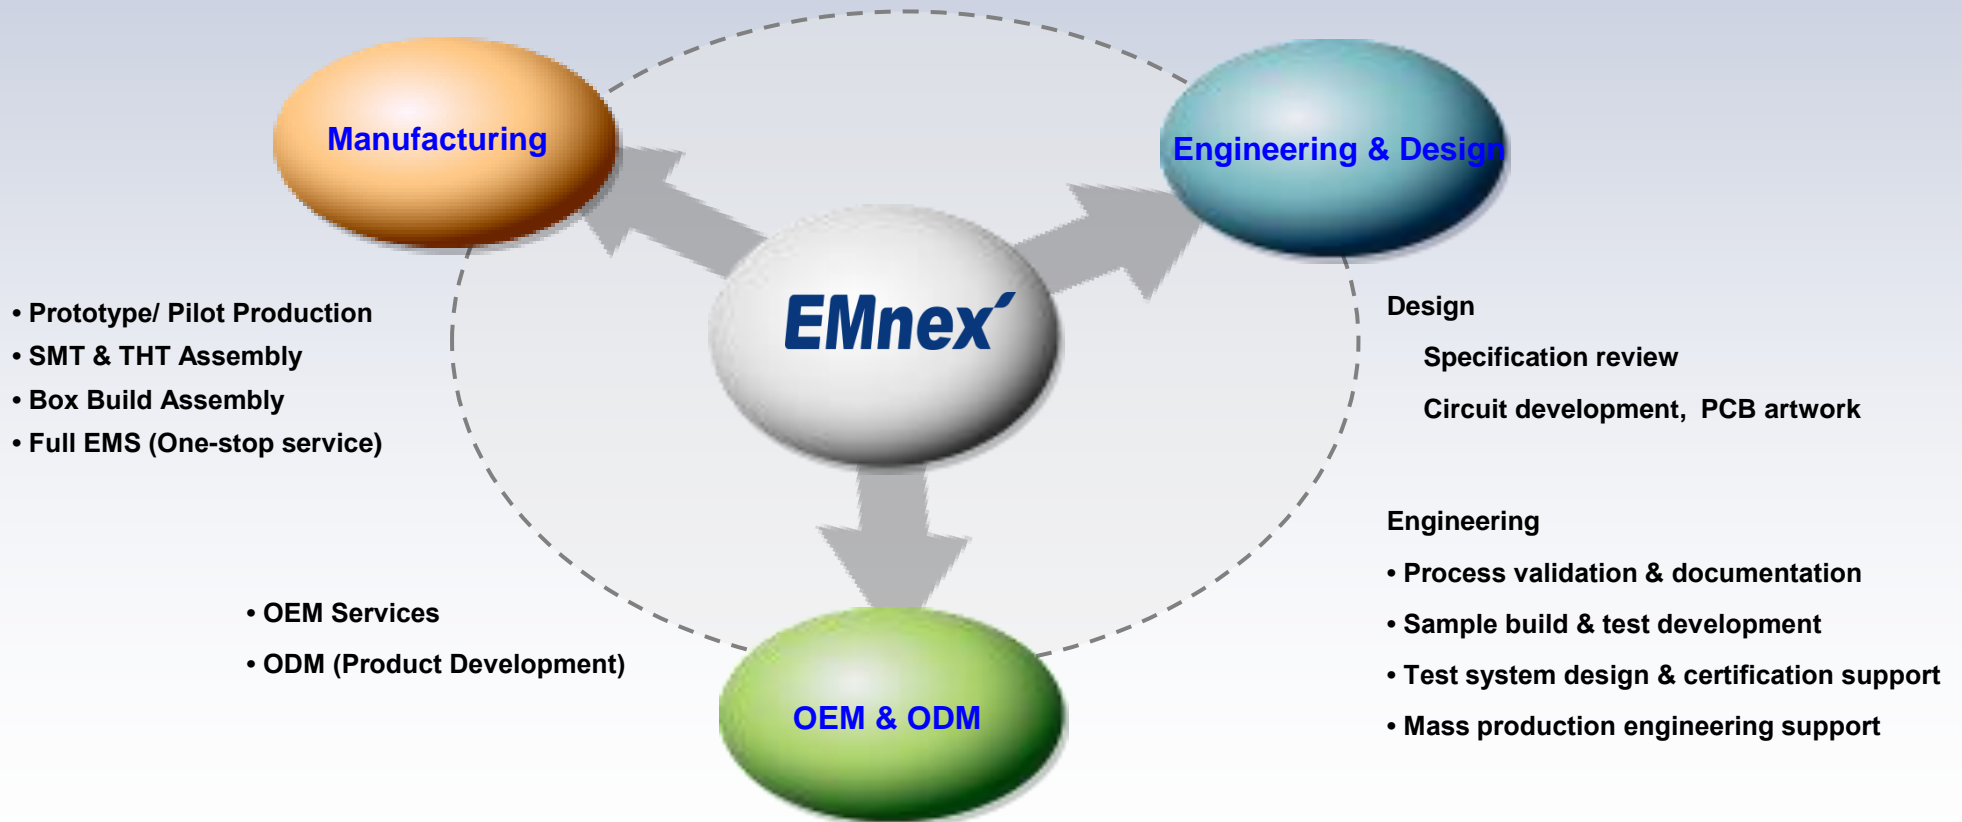 Manufacturing
Engineering & Design
EMnex
• Prototype/ Pilot Production
• SMT & THT Assembly
• Box Build Assembly
• Full EMS (One-stop service)
Design
Specification review
Circuit development,  PCB artwork
Engineering
• Process validation & documentation
• Sample build & test development
• Test system design & certification support
• Mass production engineering support
• OEM Services
• ODM (Product Development)
OEM & ODM